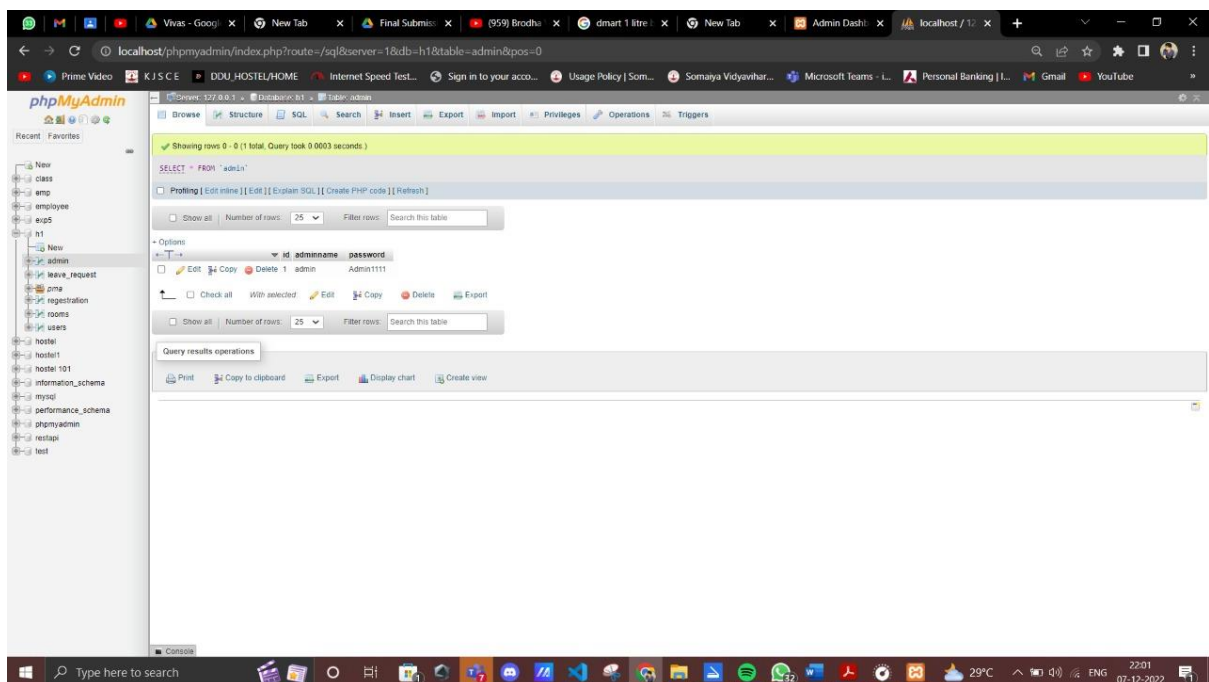 Vivas - Googl
New Tab
Final Submiss
(959) Brodha
dmart 1 litre
New Tab
Admin Dashb
localhost / 12
localhost/phpmyadmin/index.php?route=/sql&server=1&db=h1&table=admin&pos=0
Prime Video
K J S C E
DDU_HOSTEL/HOME
Internet Speed Test...
Sign in to your acco...
Usage Policy | Som...
Somaiya Vidyavihar...
Microsoft Teams - i...
Personal Banking | I...
Gmail
YouTube
phpMyAdmin
Recent Favorites
New
class
emp
employee
exp5
h1
New
admin
leave_request
pma
regestration
rooms
users
hostel
hostel1
hostel 101
information_schema
mysql
performance_schema
phpmyadmin
restapi
test
Server: 127.0.0.1 » Database: h1 » Table: admin
Browse Structure SQL Search Insert Export Import Privileges Operations Triggers
Showing rows 0 - 0 (1 total, Query took 0.0003 seconds.)
SELECT * FROM `admin`
Profiling [ Edit inline ] [ Edit ] [ Explain SQL ] [ Create PHP code ] [ Refresh ]
Show all | Number of rows: 25 Filter rows: Search this table
+ Options
←T→ id adminname password
Edit Copy Delete 1 admin Admin1111
Check all With selected: Edit Copy Delete Export
Show all | Number of rows: 25 Filter rows: Search this table
Query results operations
Print Copy to clipboard Export Display chart Create view
Console
Type here to search
32
29°C
ENG
22:01
07-12-2022